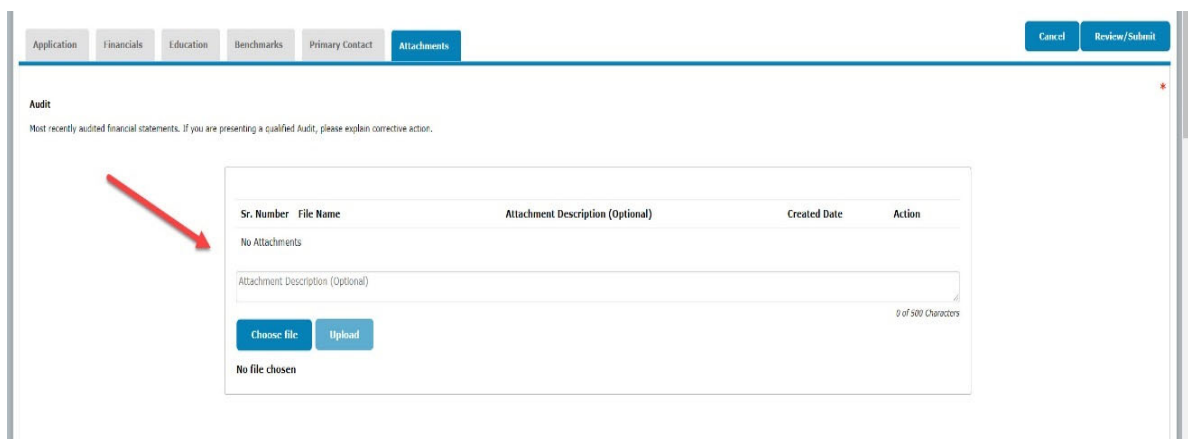 Application Financials Education Benchmarks Primary Contact Attachments Cancel Review/Submit
*
Audit
Most recently audited financial statements. If you are presenting a qualified Audit, please explain corrective action.
Sr. Number File Name Attachment Description (Optional) Created Date Action
No Attachments
Attachment Description (Optional)
0 of 500 Characters
Choose file Upload
No file chosen